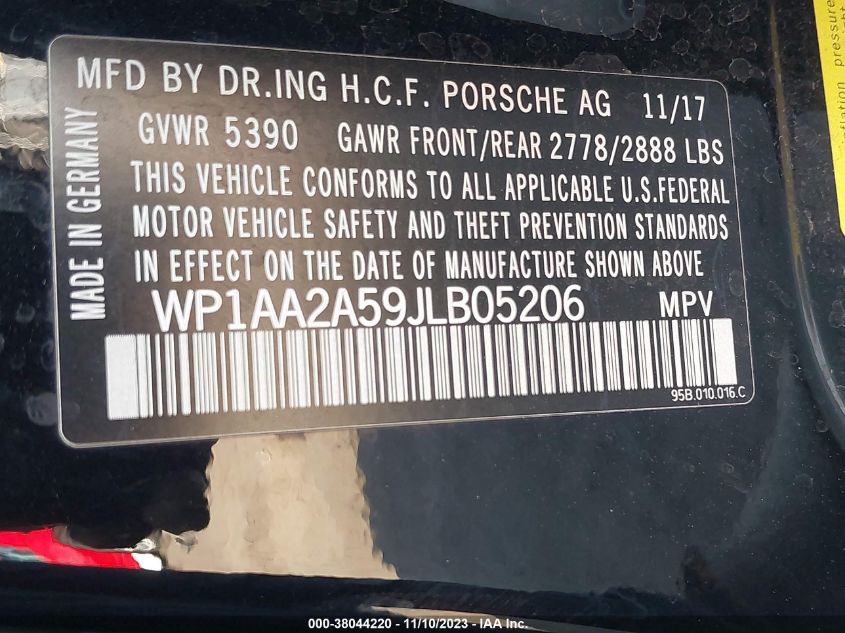 MFD BY DR.ING H.C.F. PORSCHE AG 11/17
GVWR 5390 GAWR FRONT/REAR 2778/2888 LBS
THIS VEHICLE CONFORMS TO ALL APPLICABLE U.S.FEDERAL
MOTOR VEHICLE SAFETY AND THEFT PREVENTION STANDARDS
IN EFFECT ON THE DATE OF MANUFACTURE SHOWN ABOVE
MADE IN GERMANY
WP1AA2A59JLB05206 MPV
95B.010.016.C
pressure
000-38044220 - 11/10/2023 - IAA Inc.